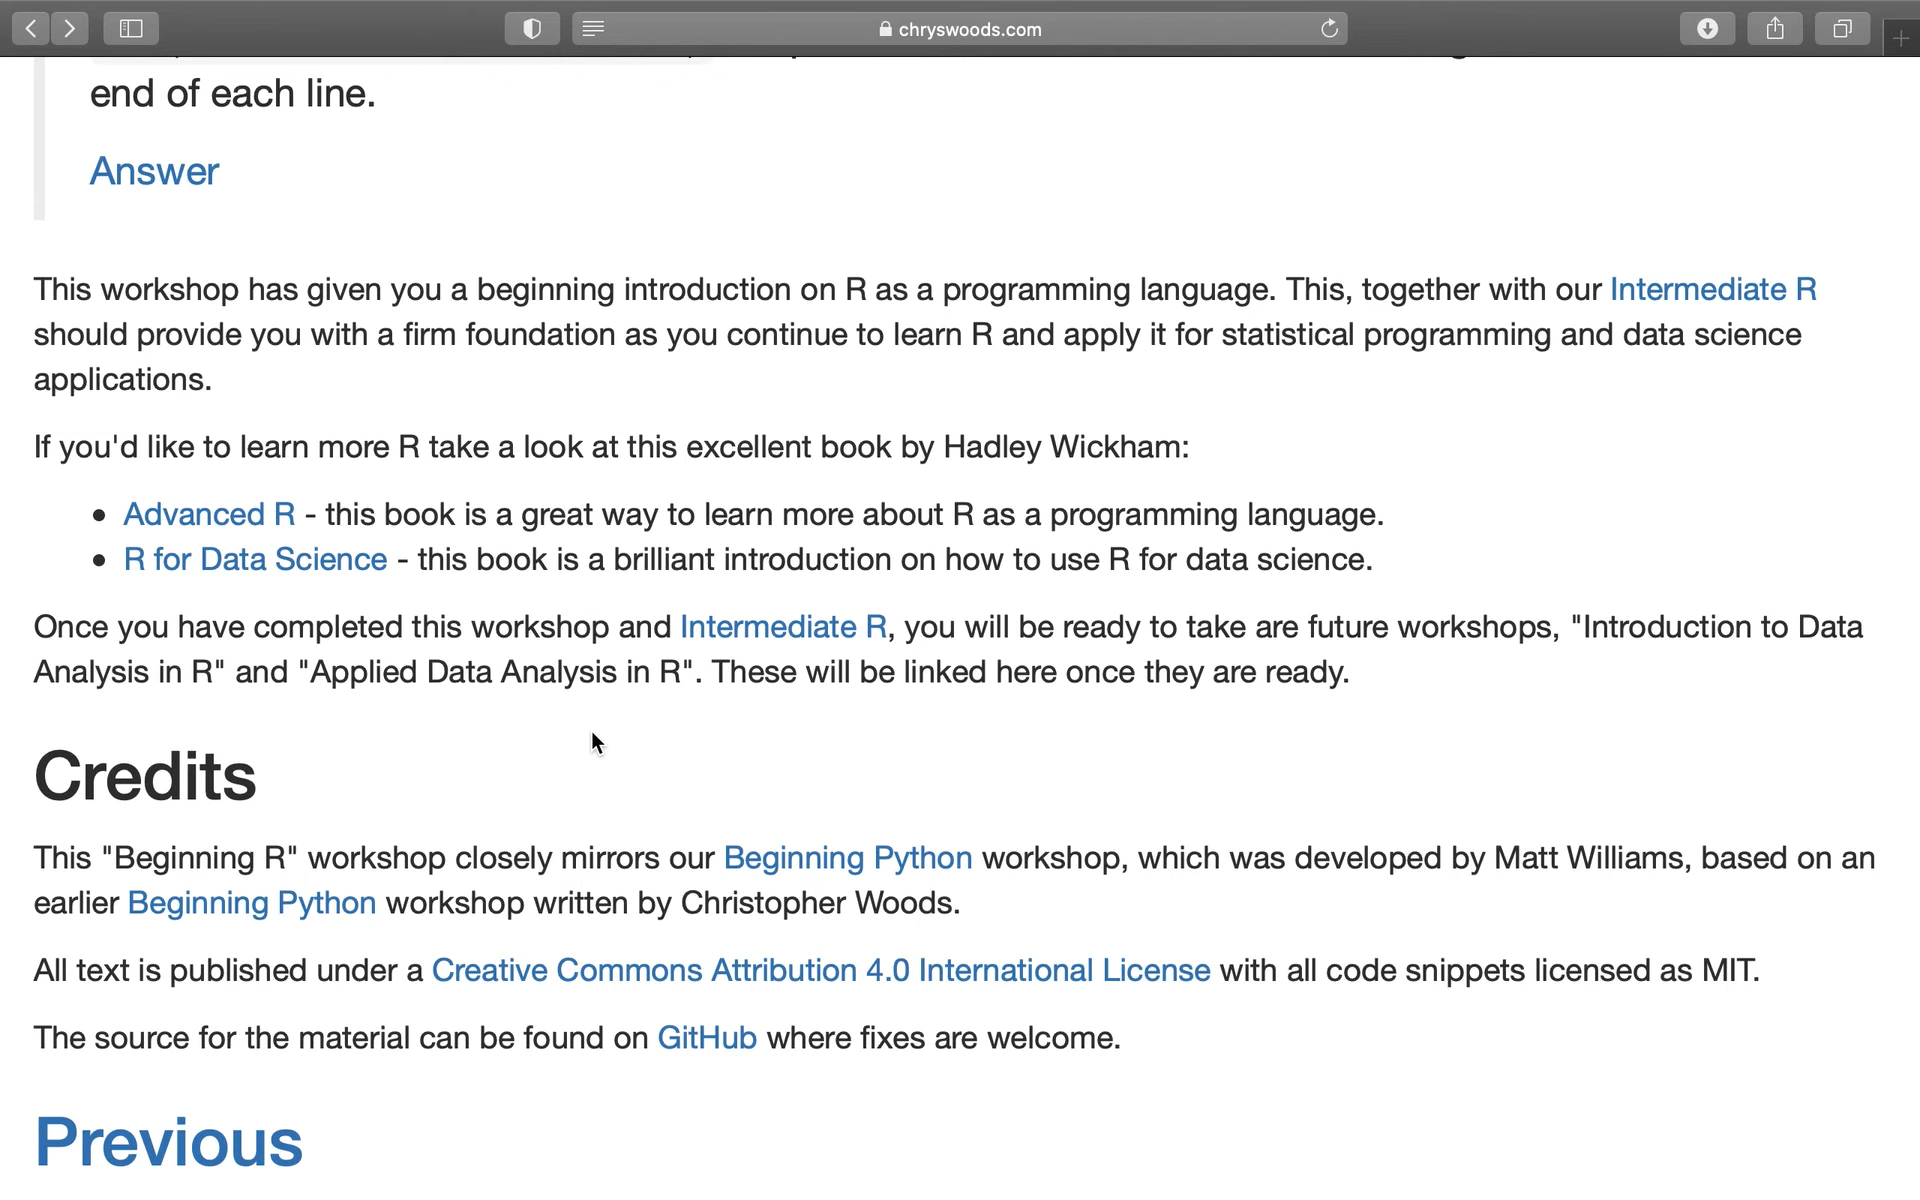 chryswoods.com
end of each line.
Answer
This workshop has given you a beginning introduction on R as a programming language. This, together with our Intermediate R
should provide you with a firm foundation as you continue to learn R and apply it for statistical programming and data science
applications.
If you'd like to learn more R take a look at this excellent book by Hadley Wickham:
• Advanced R - this book is a great way to learn more about R as a programming language.
• R for Data Science - this book is a brilliant introduction on how to use R for data science.
Once you have completed this workshop and Intermediate R, you will be ready to take are future workshops, "Introduction to Data
Analysis in R" and "Applied Data Analysis in R". These will be linked here once they are ready.
Credits
This "Beginning R" workshop closely mirrors our Beginning Python workshop, which was developed by Matt Williams, based on an
earlier Beginning Python workshop written by Christopher Woods.
All text is published under a Creative Commons Attribution 4.0 International License with all code snippets licensed as MIT.
The source for the material can be found on GitHub where fixes are welcome.
Previous